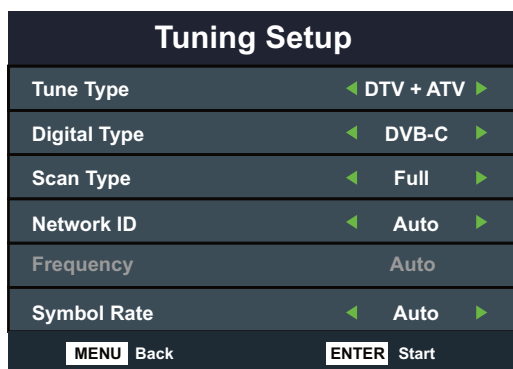 Tuning Setup
Tune Type DTV + ATV
Digital Type DVB-C
Scan Type Full
Network ID Auto
Frequency Auto
Symbol Rate Auto
MENU Back ENTER Start